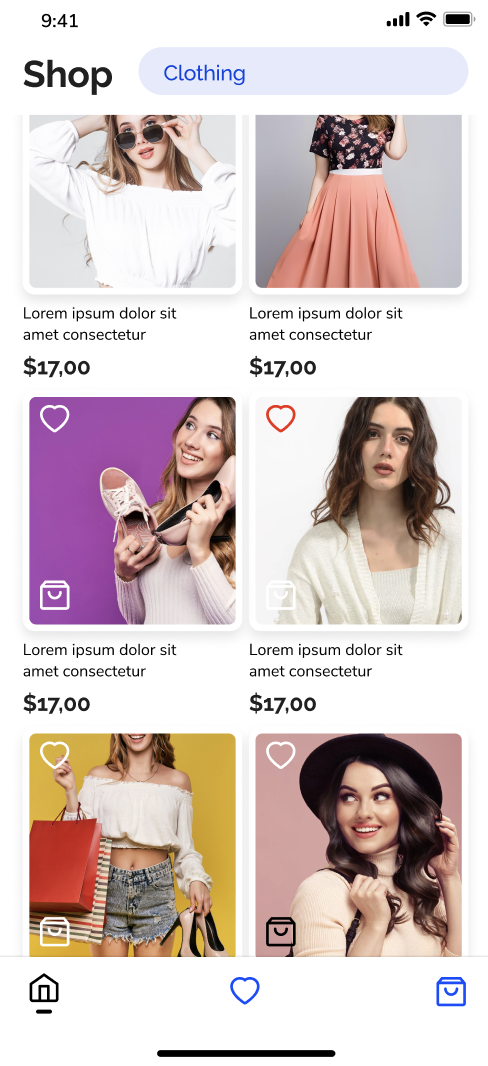 9:41
Shop
Clothing
Lorem ipsum dolor sit
amet consectetur
$17,00
Lorem ipsum dolor sit
amet consectetur
$17,00
Lorem ipsum dolor sit
amet consectetur
$17,00
Lorem ipsum dolor sit
amet consectetur
$17,00